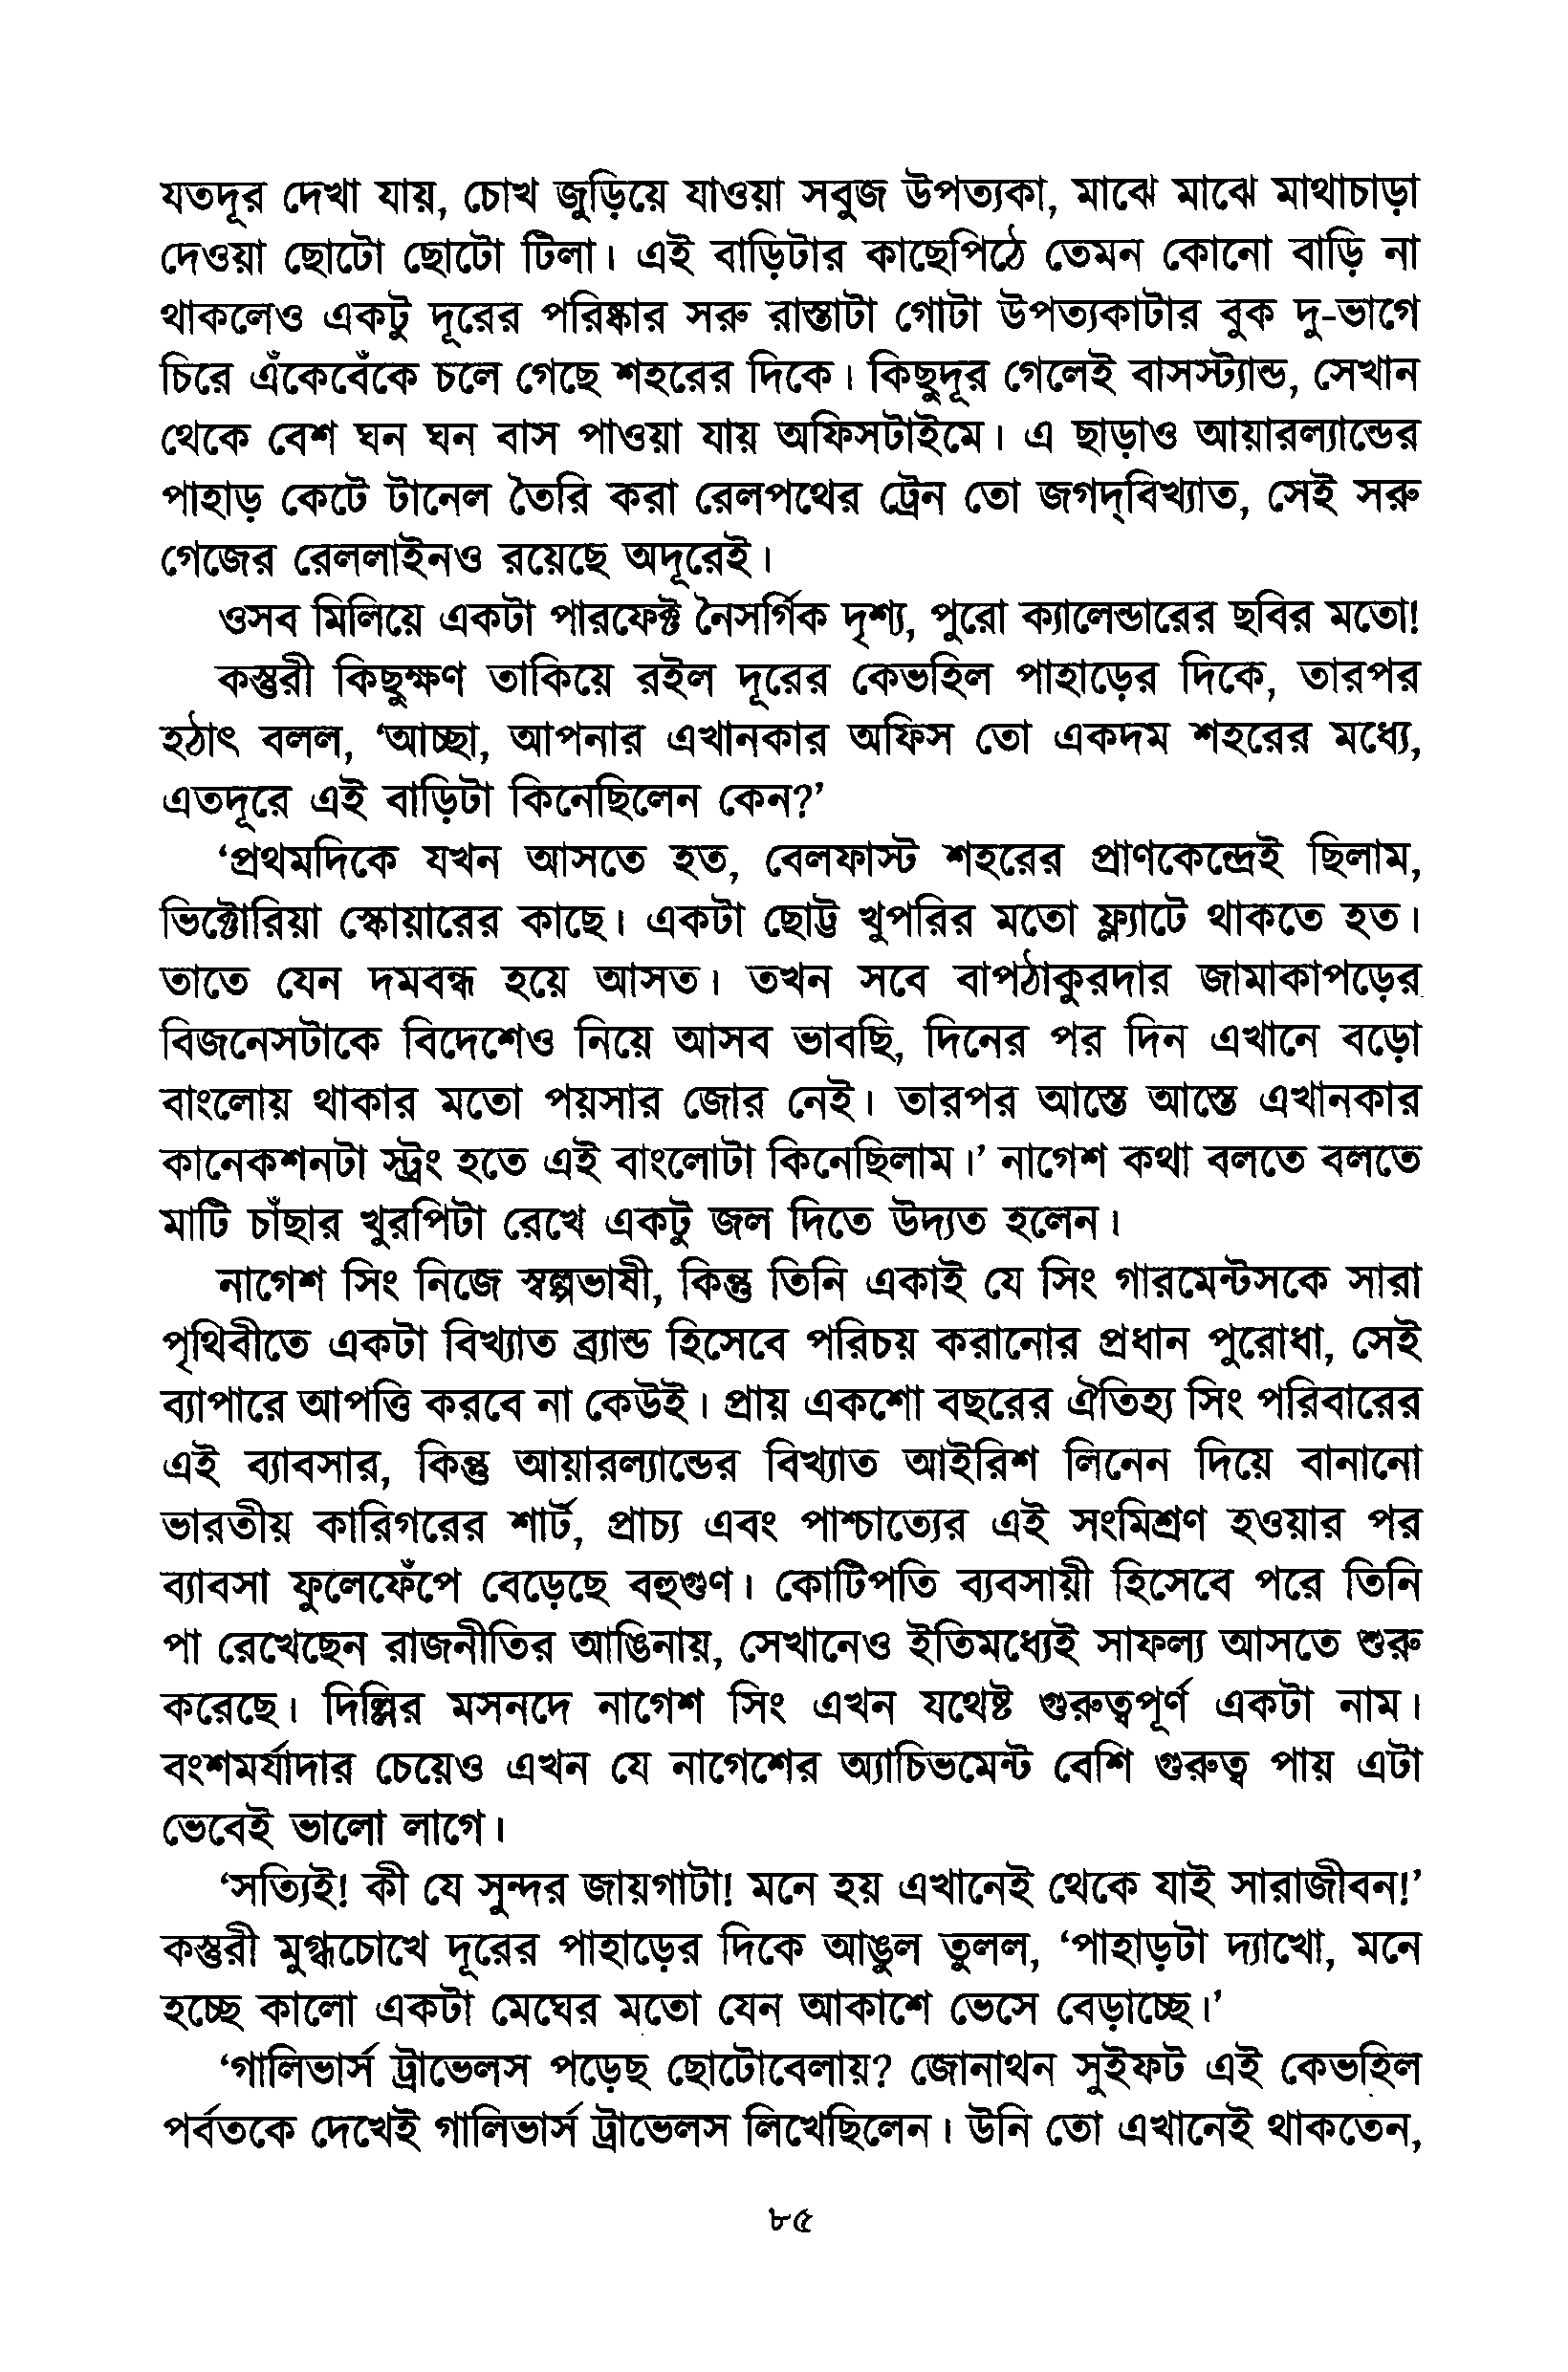 যতদূর দেখা যায়, চোখ জুড়িয়ে যাওয়া সবুজ উপত্যকা, মাঝে মাঝে মাথাচাড়া
দেওয়া ছোটো ছোটো টিলা। এই বাড়িটার কাছেপিঠে তেমন কোনো বাড়ি না
থাকলেও একটু দূরের পরিষ্কার সরু রাস্তাটা গোটা উপত্যকাটার বুক দু-ভাগে
চিরে এঁকেবেঁকে চলে গেছে শহরের দিকে। কিছুদূর গেলেই বাসস্ট্যান্ড, সেখান
থেকে বেশ ঘন ঘন বাস পাওয়া যায় অফিসটাইমে। এ ছাড়াও আয়ারল্যান্ডের
পাহাড় কেটে টানেল তৈরি করা রেলপথের ট্রেন তো জগদ্‌বিখ্যাত, সেই সরু
গেজের রেললাইনও রয়েছে অদূরেই।
ওসব মিলিয়ে একটা পারফেক্ট নৈসর্গিক দৃশ্য, পুরো ক্যালেন্ডারের ছবির মতো!
কস্তুরী কিছুক্ষণ তাকিয়ে রইল দূরের কেভহিল পাহাড়ের দিকে, তারপর
হঠাৎ বলল, ‘আচ্ছা, আপনার এখানকার অফিস তো একদম শহরের মধ্যে,
এতদূরে এই বাড়িটা কিনেছিলেন কেন?’
‘প্রথমদিকে যখন আসতে হত, বেলফাস্ট শহরের প্রাণকেন্দ্রেই ছিলাম,
ভিক্টোরিয়া স্কোয়ারের কাছে। একটা ছোট্ট খুপরির মতো ফ্ল্যাটে থাকতে হত।
তাতে যেন দমবন্ধ হয়ে আসত। তখন সবে বাপঠাকুরদার জামাকাপড়ের
বিজনেসটাকে বিদেশেও নিয়ে আসব ভাবছি, দিনের পর দিন এখানে বড়ো
বাংলোয় থাকার মতো পয়সার জোর নেই। তারপর আস্তে আস্তে এখানকার
কানেকশনটা স্ট্রং হতে এই বাংলোটা কিনেছিলাম।’ নাগেশ কথা বলতে বলতে
মাটি চাঁছার খুরপিটা রেখে একটু জল দিতে উদ্যত হলেন।
নাগেশ সিং নিজে স্বল্পভাষী, কিন্তু তিনি একাই যে সিং গারমেন্টসকে সারা
পৃথিবীতে একটা বিখ্যাত ব্র্যান্ড হিসেবে পরিচয় করানোর প্রধান পুরোধা, সেই
ব্যাপারে আপত্তি করবে না কেউই। প্রায় একশো বছরের ঐতিহ্য সিং পরিবারের
এই ব্যাবসার, কিন্তু আয়ারল্যান্ডের বিখ্যাত আইরিশ লিনেন দিয়ে বানানো
ভারতীয় কারিগরের শার্ট, প্রাচ্য এবং পাশ্চাত্যের এই সংমিশ্রণ হওয়ার পর
ব্যাবসা ফুলেফেঁপে বেড়েছে বহুগুণ। কোটিপতি ব্যবসায়ী হিসেবে পরে তিনি
পা রেখেছেন রাজনীতির আঙিনায়, সেখানেও ইতিমধ্যেই সাফল্য আসতে শুরু
করেছে। দিল্লির মসনদে নাগেশ সিং এখন যথেষ্ট গুরুত্বপূর্ণ একটা নাম।
বংশমর্যাদার চেয়েও এখন যে নাগেশের অ্যাচিভমেন্ট বেশি গুরুত্ব পায় এটা
ভেবেই ভালো লাগে।
‘সত্যিই! কী যে সুন্দর জায়গাটা! মনে হয় এখানেই থেকে যাই সারাজীবন!’
কস্তুরী মুগ্ধচোখে দূরের পাহাড়ের দিকে আঙুল তুলল, ‘পাহাড়টা দ্যাখো, মনে
হচ্ছে কালো একটা মেঘের মতো যেন আকাশে ভেসে বেড়াচ্ছে।’
‘গালিভার্স ট্রাভেলস পড়েছ ছোটোবেলায়? জোনাথন সুইফট এই কেভহিল
পর্বতকে দেখেই গালিভার্স ট্রাভেলস লিখেছিলেন। উনি তো এখানেই থাকতেন,
৮৫